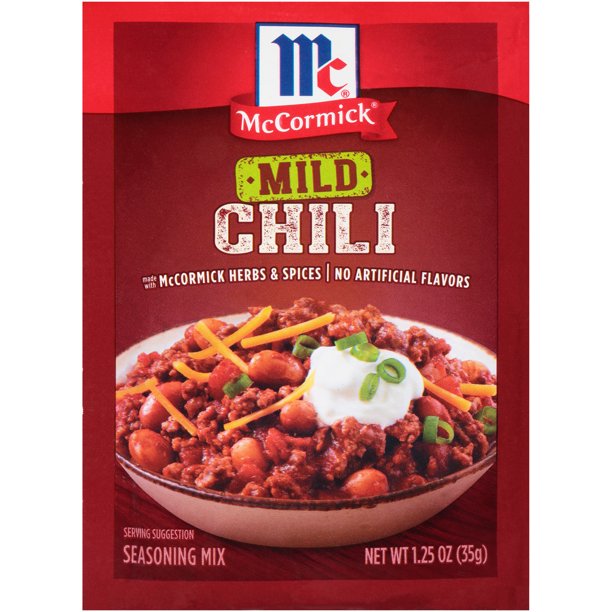 Mc®
McCormick®
· MILD ·
CHILI
made with McCORMICK HERBS & SPICES | NO ARTIFICIAL FLAVORS
SERVING SUGGESTION
SEASONING MIX
NET WT 1.25 OZ (35g)